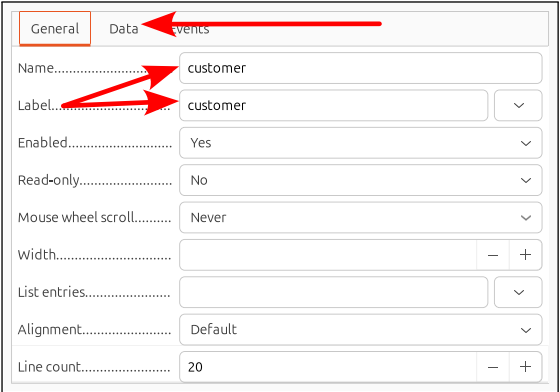 General Data Events
Name.......................... customer
Label............................ customer
Enabled.......................... Yes
Read-only....................... No
Mouse wheel scroll......... Never
Width.............................
List entries.....................
Alignment...................... Default
Line count...................... 20